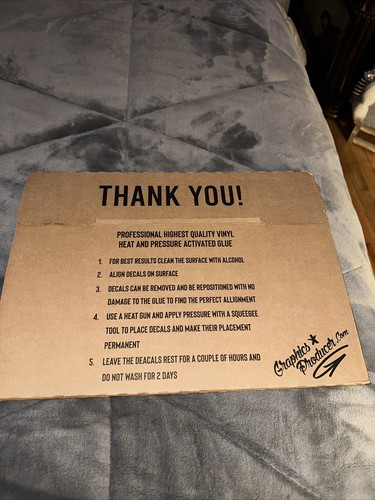 THANK YOU!
PROFESSIONAL HIGHEST QUALITY VINYL
HEAT AND PRESSURE ACTIVATED GLUE
1. FOR BEST RESULTS CLEAN THE SURFACE WITH ALCOHOL
2. ALIGN DECALS ON SURFACE
3. DECALS CAN BE REMOVED AND BE REPOSITIONED WITH NO
DAMAGE TO THE GLUE TO FIND THE PERFECT ALLIGNMENT
4. USE A HEAT GUN AND APPLY PRESSURE WITH A SQUEEGEE
TOOL TO PLACE DECALS AND MAKE THEIR PLACEMENT
PERMANENT
5. LEAVE THE DEACALS REST FOR A COUPLE OF HOURS AND
DO NOT WASH FOR 2 DAYS
Graphics
Producer.Com